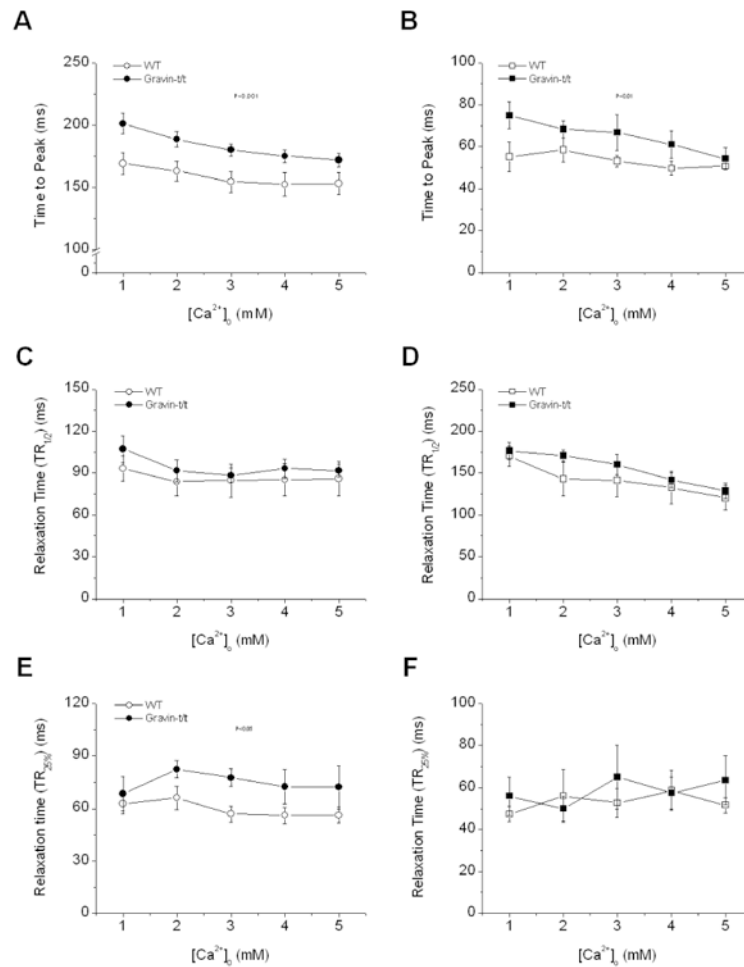 A
250
WT
Gravin-t/t
P<0.001
200
150
100
0
Time to Peak (ms)
1 2 3 4 5
[Ca²⁺]₀ (mM)
B
100
WT
Gravin-t/t
P<0.01
80
60
40
20
0
Time to Peak (ms)
1 2 3 4 5
[Ca²⁺]₀ (mM)
C
150
WT
Gravin-t/t
120
90
60
30
0
Relaxation Time (TR₁/₂) (ms)
1 2 3 4 5
[Ca²⁺]₀ (mM)
D
250
WT
Gravin-t/t
200
150
100
50
0
Relaxation Time (TR₁/₂) (ms)
1 2 3 4 5
[Ca²⁺]₀ (mM)
E
120
WT
Gravin-t/t
P<0.05
90
60
30
0
Relaxation time (TR₂₅%) (ms)
1 2 3 4 5
[Ca²⁺]₀ (mM)
F
100
80
60
40
20
0
Relaxation Time (TR₂₅%) (ms)
1 2 3 4 5
[Ca²⁺]₀ (mM)